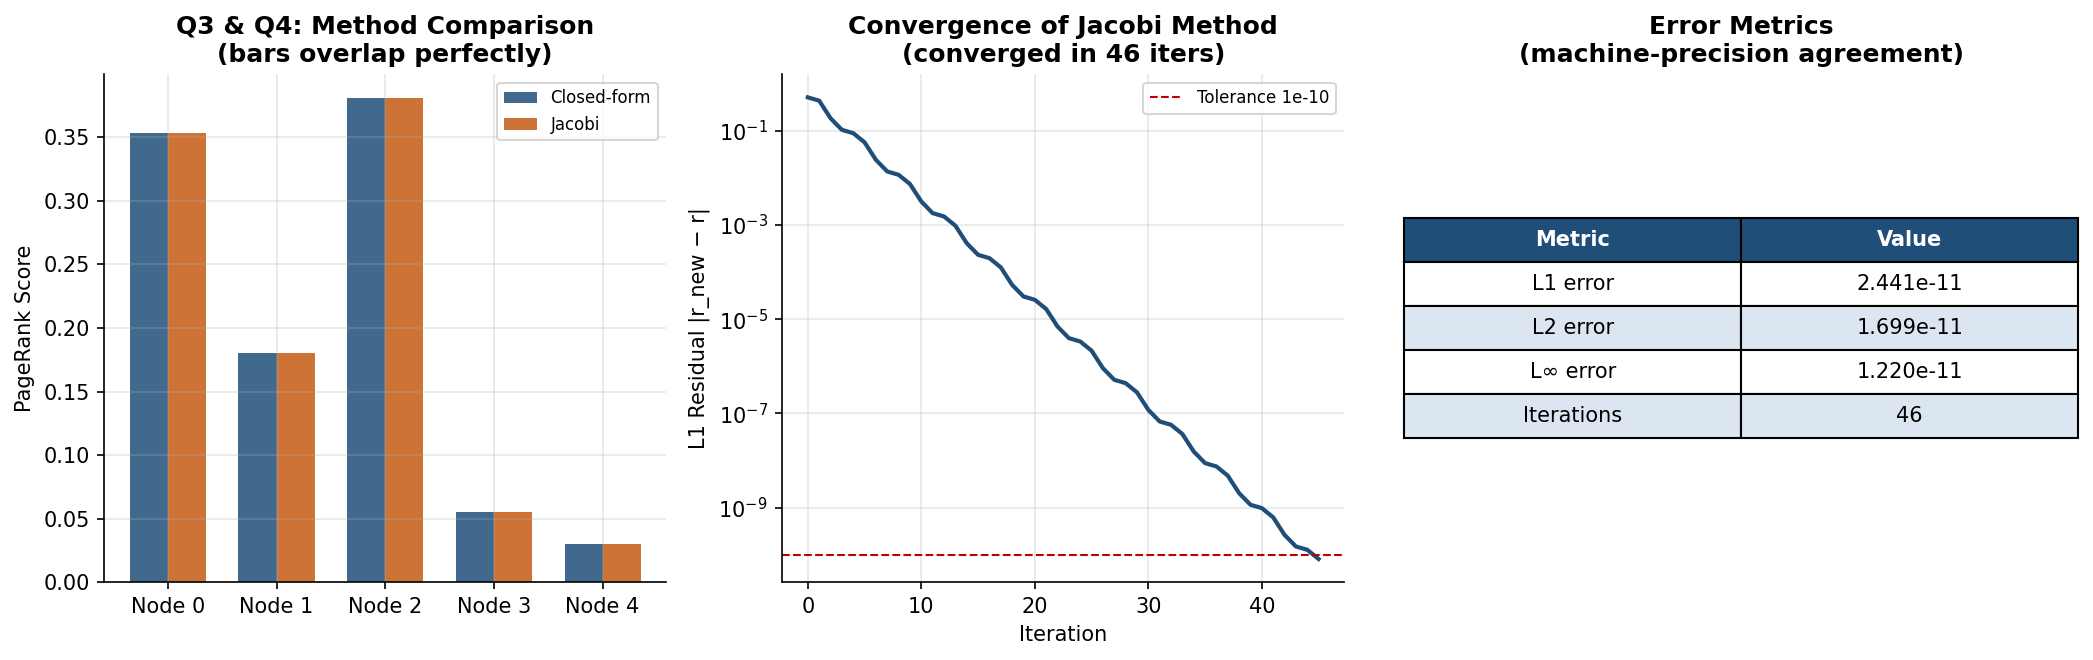 Q3 & Q4: Method Comparison
(bars overlap perfectly)
Closed-form
Jacobi
PageRank Score
0.35
0.30
0.25
0.20
0.15
0.10
0.05
0.00
Node 0
Node 1
Node 2
Node 3
Node 4
Convergence of Jacobi Method
(converged in 46 iters)
Tolerance 1e-10
L1 Residual |r_new − r|
10⁻¹
10⁻³
10⁻⁵
10⁻⁷
10⁻⁹
0
10
20
30
40
Iteration
Error Metrics
(machine-precision agreement)
Metric Value
L1 error 2.441e-11
L2 error 1.699e-11
L∞ error 1.220e-11
Iterations 46